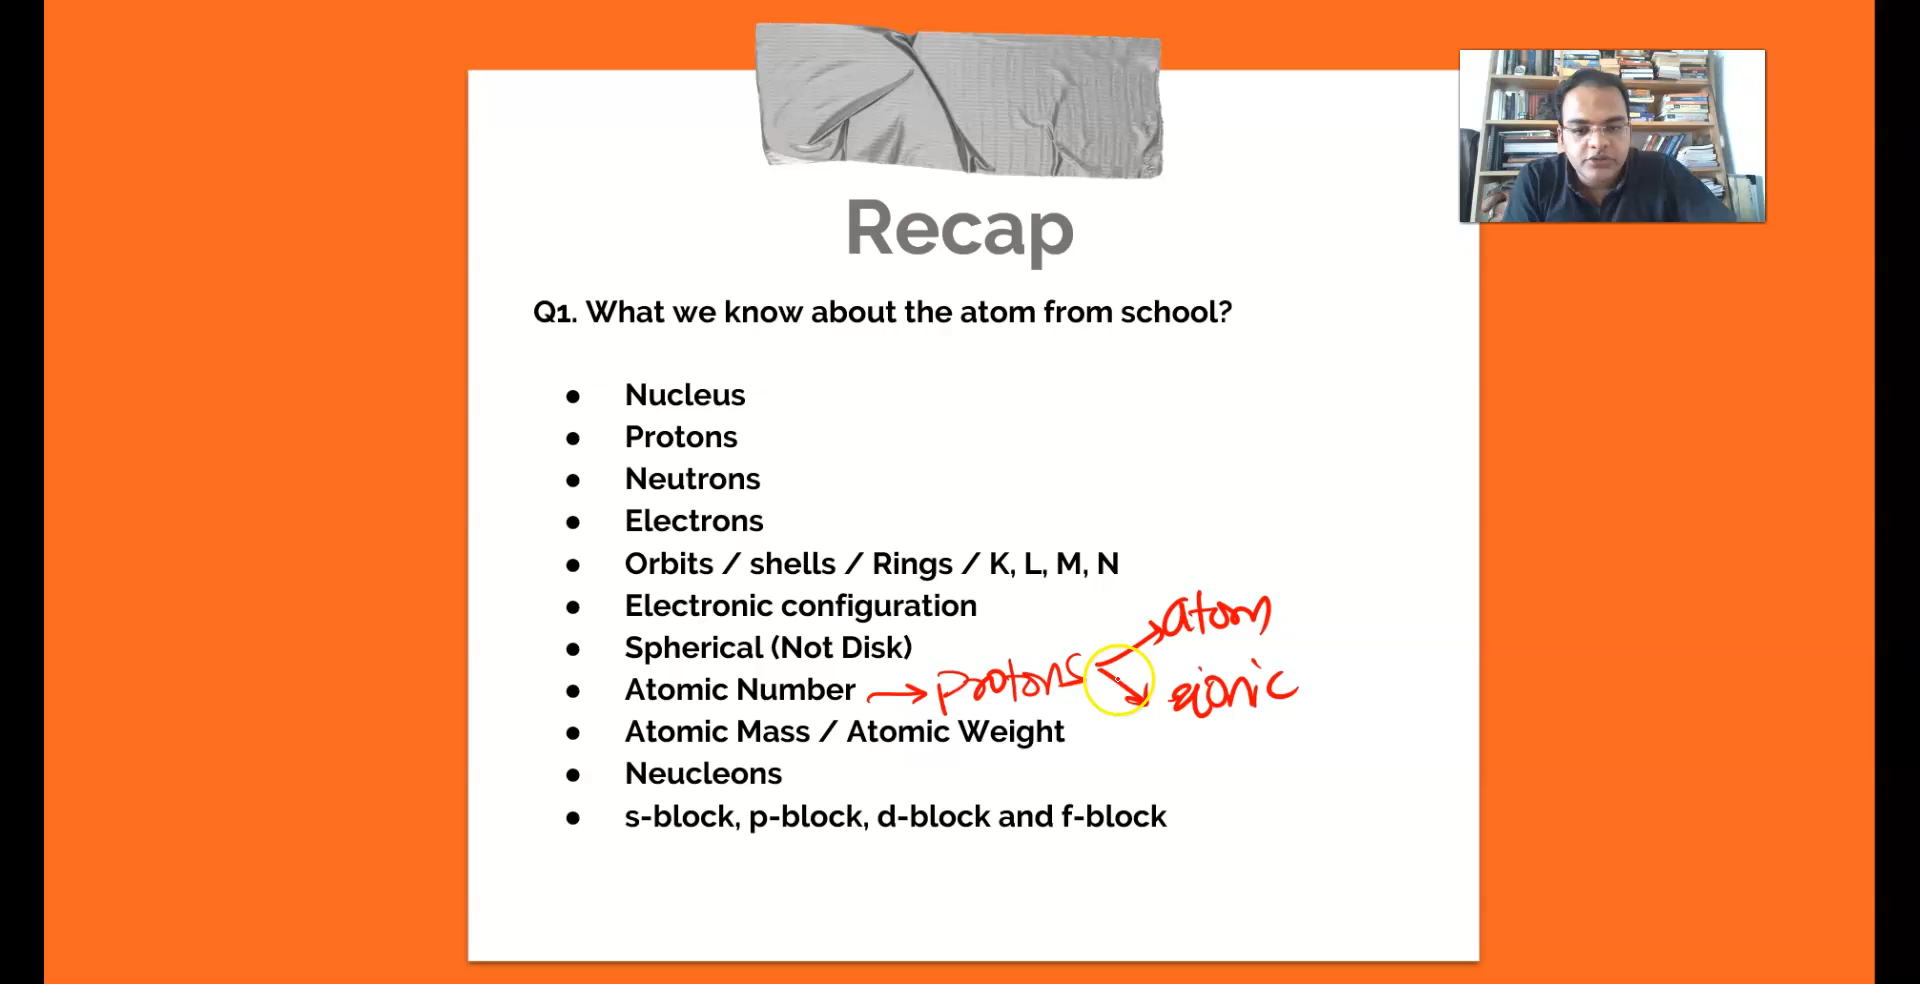 Recap
Q1. What we know about the atom from school?
● Nucleus
● Protons
● Neutrons
● Electrons
● Orbits / shells / Rings / K, L, M, N
● Electronic configuration
atom
● Spherical (Not Disk)
● Atomic Number → protons
ionic
● Atomic Mass / Atomic Weight
● Neucleons
● s-block, p-block, d-block and f-block